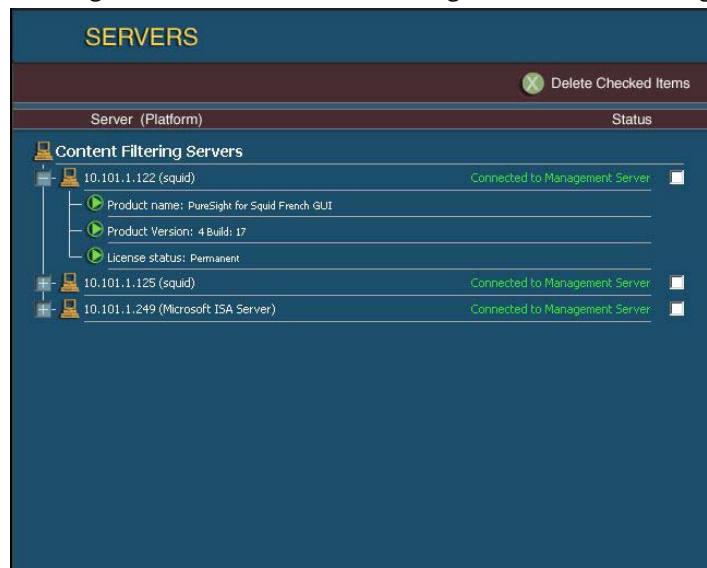 SERVERS
Delete Checked Items
Server (Platform) Status
Content Filtering Servers
10.101.1.122 (squid) Connected to Management Server
Product name: PureSight for Squid French GUI
Product Version: 4 Build: 17
License status: Permanent
10.101.1.125 (squid) Connected to Management Server
10.101.1.249 (Microsoft ISA Server) Connected to Management Server